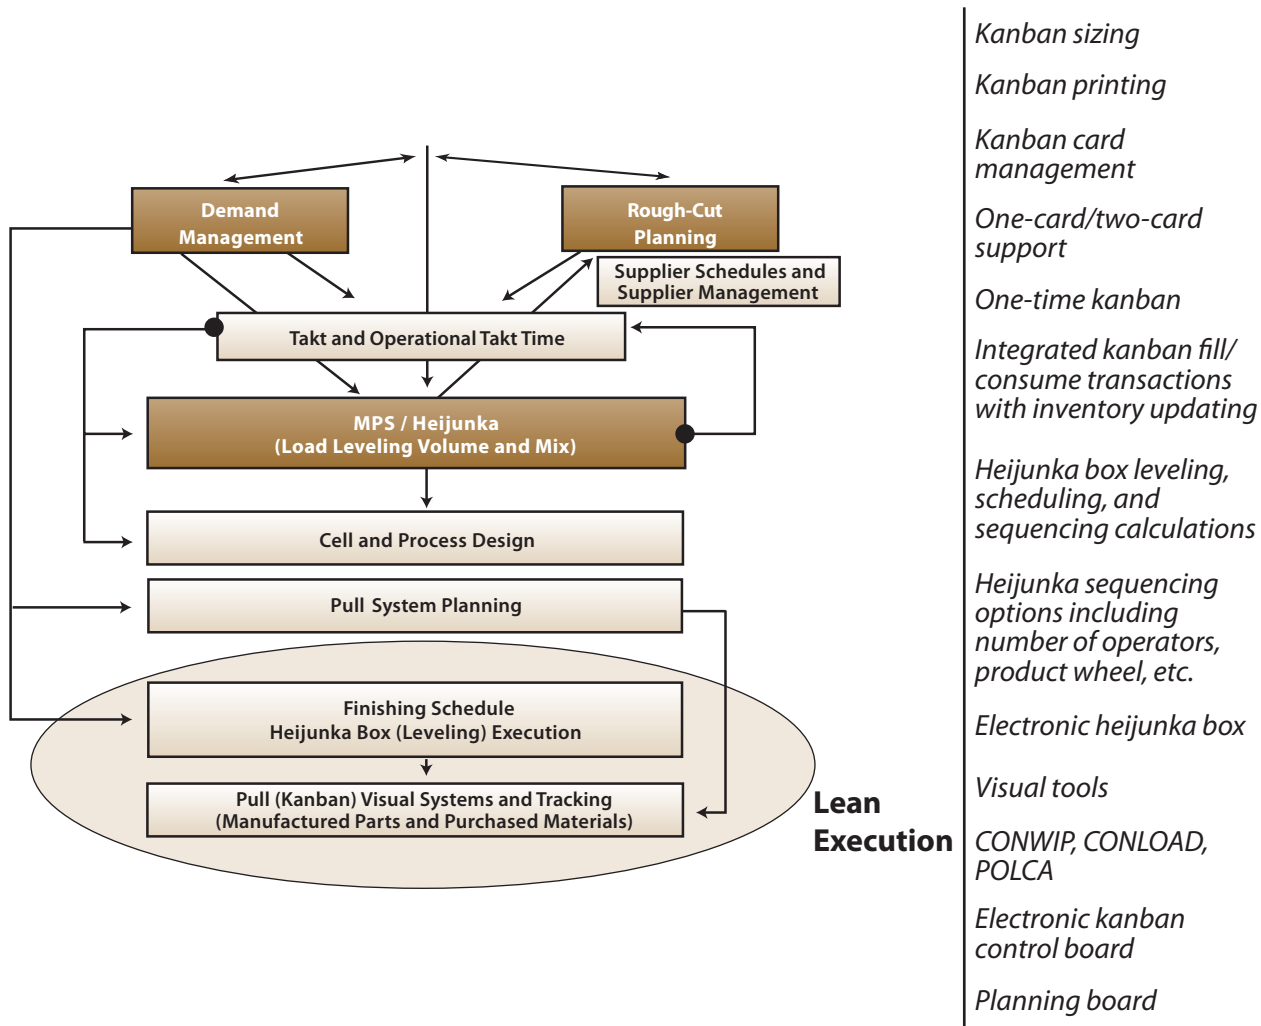 Demand
Management
Rough-Cut
Planning
Supplier Schedules and
Supplier Management
Takt and Operational Takt Time
MPS / Heijunka
(Load Leveling Volume and Mix)
Cell and Process Design
Pull System Planning
Finishing Schedule
Heijunka Box (Leveling) Execution
Pull (Kanban) Visual Systems and Tracking
(Manufactured Parts and Purchased Materials)
Lean
Execution
Kanban sizing
Kanban printing
Kanban card
management
One-card/two-card
support
One-time kanban
Integrated kanban fill/
consume transactions
with inventory updating
Heijunka box leveling,
scheduling, and
sequencing calculations
Heijunka sequencing
options including
number of operators,
product wheel, etc.
Electronic heijunka box
Visual tools
CONWIP, CONLOAD,
POLCA
Electronic kanban
control board
Planning board